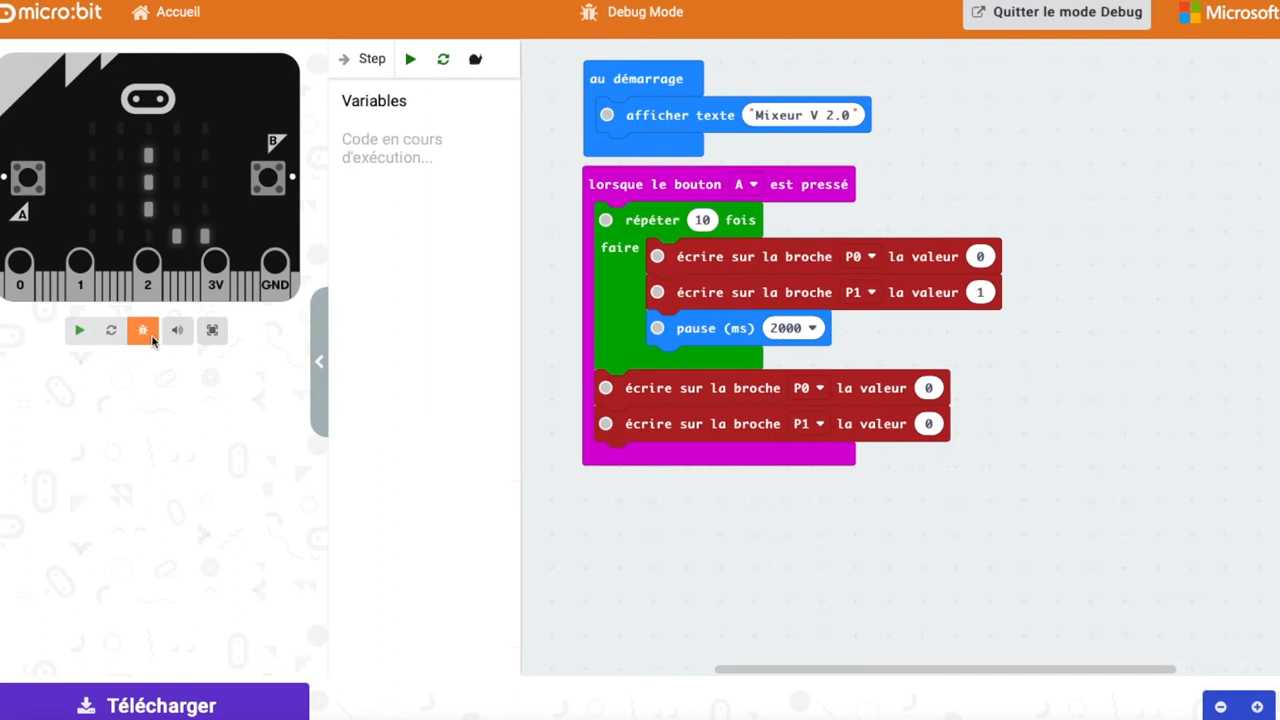 micro:bit
Accueil
Debug Mode
Quitter le mode Debug
Microsoft
Step
Variables
Code en cours
d'exécution...
B
A
0
1
2
3V
GND
au démarrage
afficher texte "Mixeur V 2.0"
lorsque le bouton A est pressé
répéter 10 fois
faire
écrire sur la broche P0 la valeur 0
écrire sur la broche P1 la valeur 1
pause (ms) 2000
écrire sur la broche P0 la valeur 0
écrire sur la broche P1 la valeur 0
Télécharger